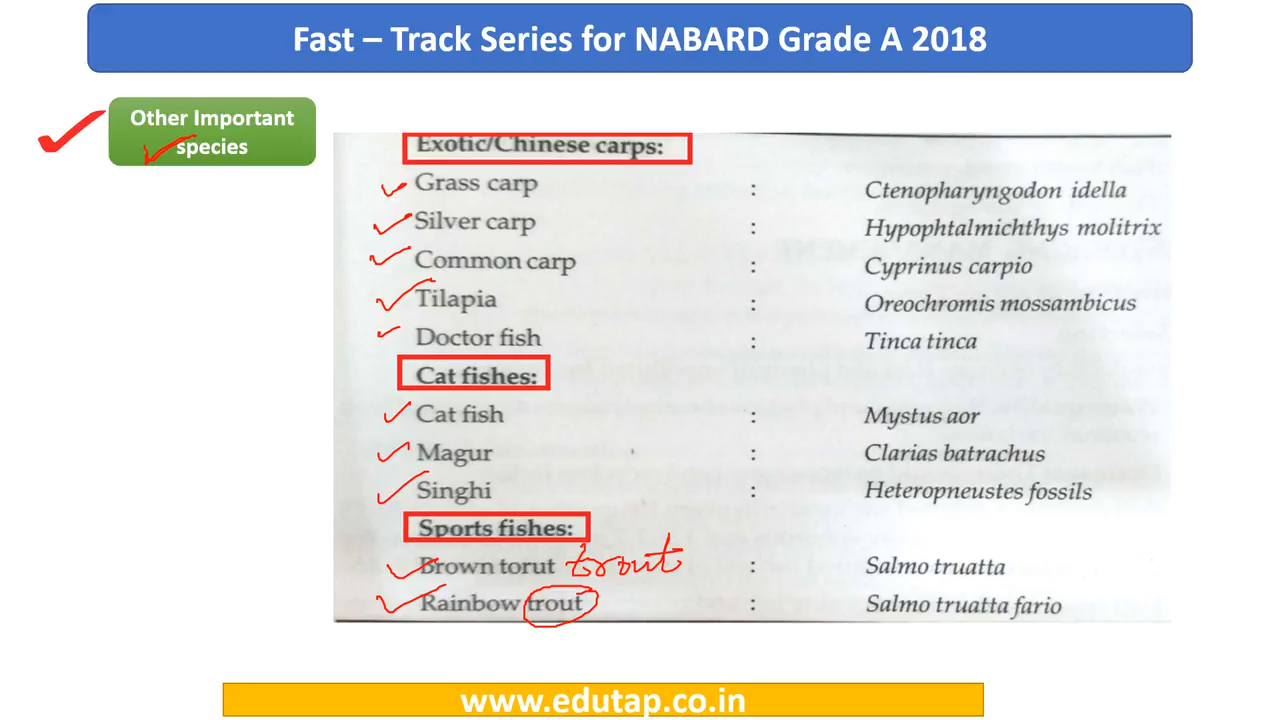 Fast – Track Series for NABARD Grade A 2018
Other Important
species
Exotic/Chinese carps:
Grass carp : Ctenopharyngodon idella
Silver carp : Hypophtalmichthys molitrix
Common carp : Cyprinus carpio
Tilapia : Oreochromis mossambicus
Doctor fish : Tinca tinca
Cat fishes:
Cat fish : Mystus aor
Magur : Clarias batrachus
Singhi : Heteropneustes fossils
Sports fishes:
Brown torut trout : Salmo truatta
Rainbow trout : Salmo truatta fario
www.edutap.co.in